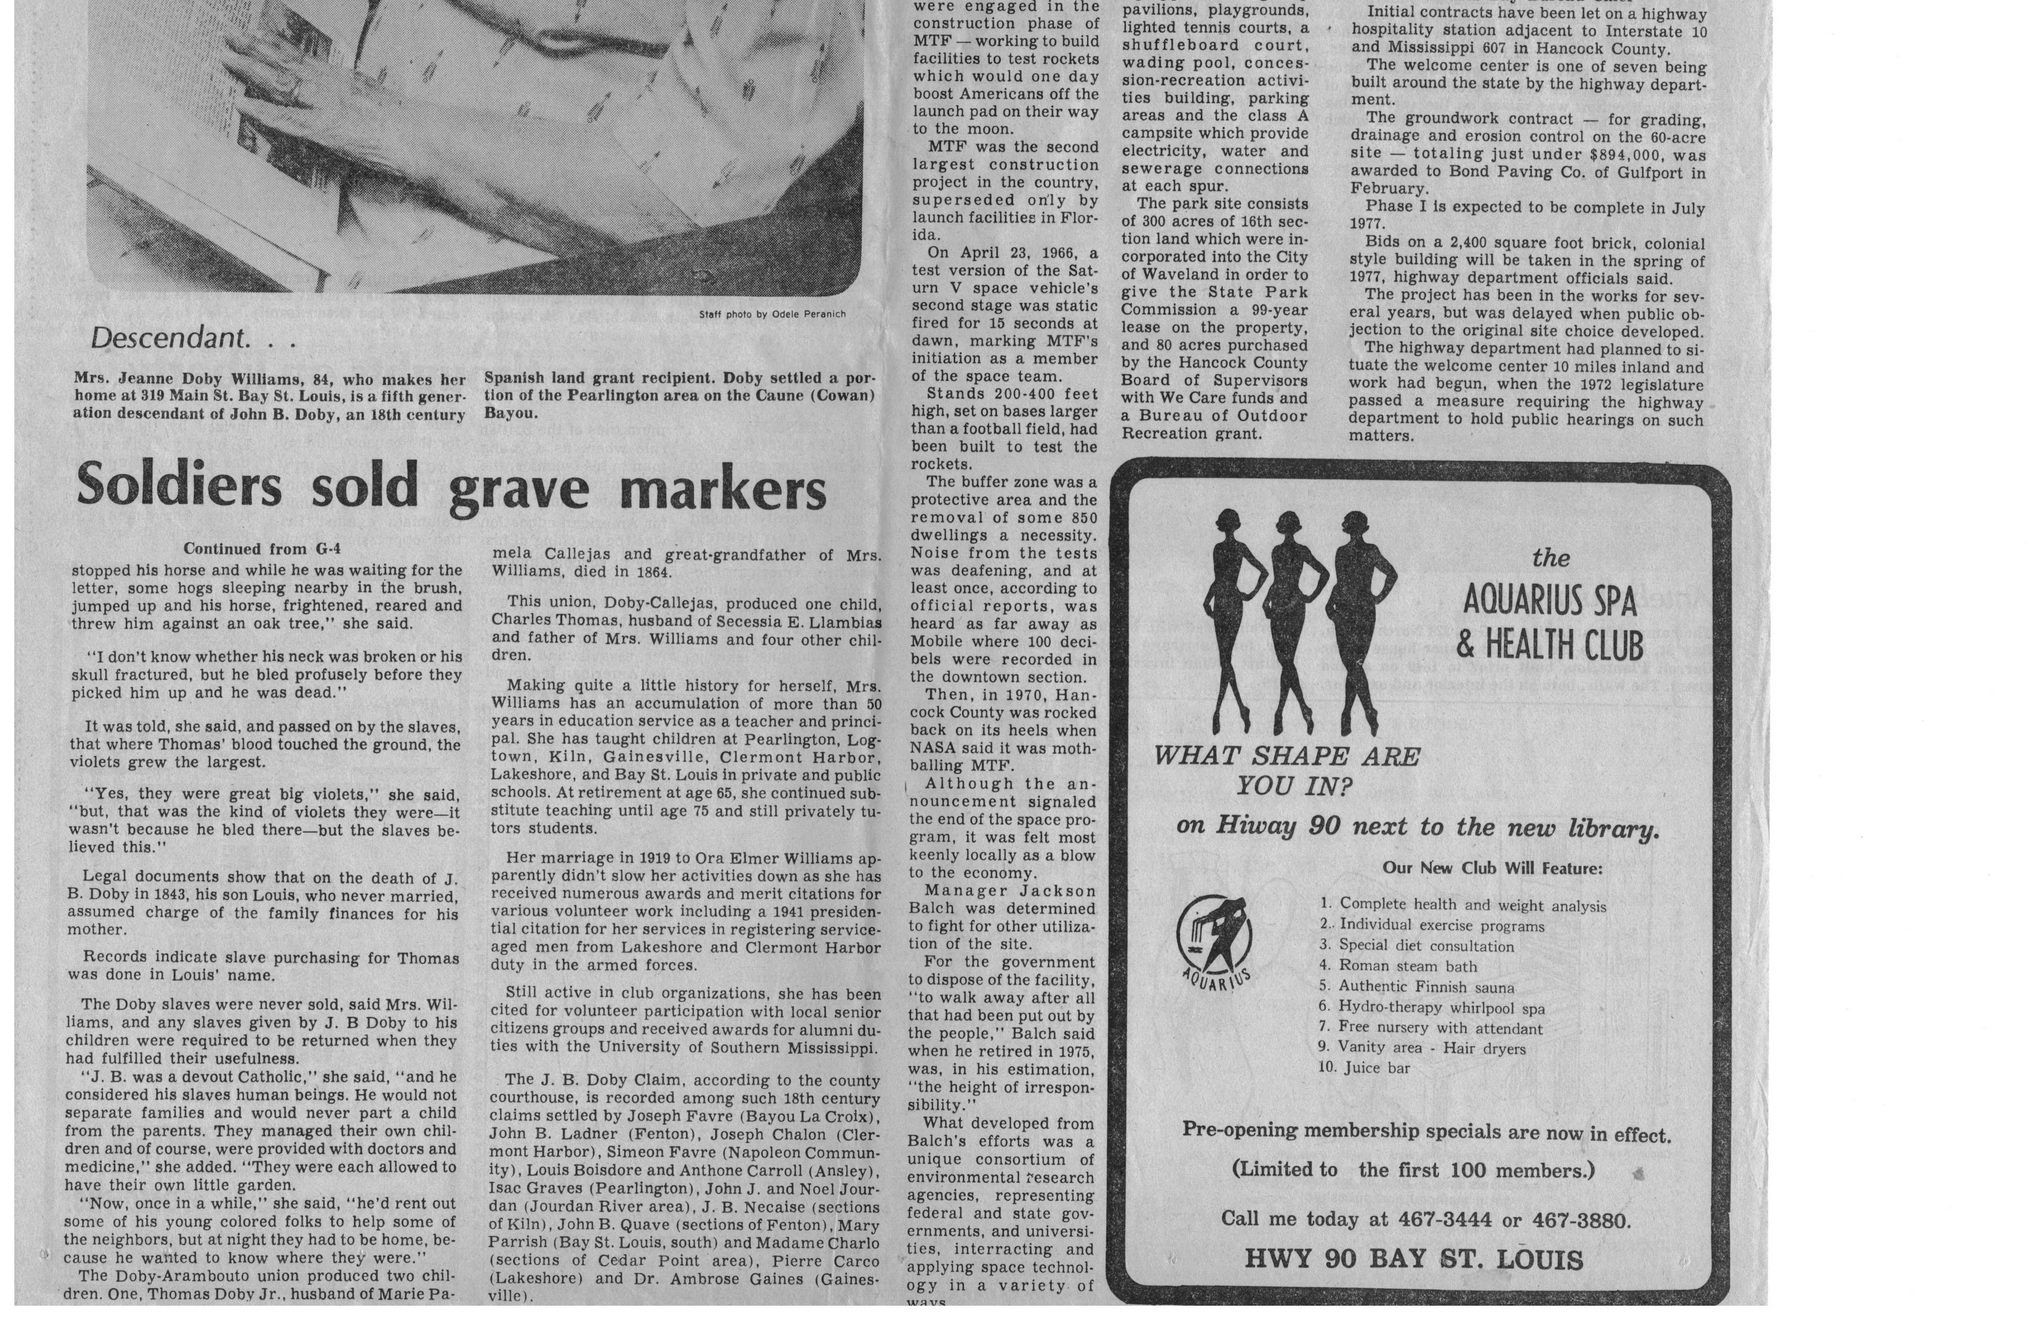 Staff photo by Odele Peranich
Descendant. . .
Mrs. Jeanne Doby Williams, 84, who makes her
home at 319 Main St. Bay St. Louis, is a fifth gener-
ation descendant of John B. Doby, an 18th century
Spanish land grant recipient. Doby settled a por-
tion of the Pearlington area on the Caune (Cowan)
Bayou.
Soldiers sold grave markers
Continued from G-4
stopped his horse and while he was waiting for the
letter, some hogs sleeping nearby in the brush,
jumped up and his horse, frightened, reared and
threw him against an oak tree," she said.
"I don't know whether his neck was broken or his
skull fractured, but he bled profusely before they
picked him up and he was dead."
It was told, she said, and passed on by the slaves,
that where Thomas' blood touched the ground, the
violets grew the largest.
"Yes, they were great big violets," she said,
"but, that was the kind of violets they were—it
wasn't because he bled there—but the slaves be-
lieved this."
Legal documents show that on the death of J.
B. Doby in 1843, his son Louis, who never married,
assumed charge of the family finances for his
mother.
Records indicate slave purchasing for Thomas
was done in Louis' name.
The Doby slaves were never sold, said Mrs. Wil-
liams, and any slaves given by J. B Doby to his
children were required to be returned when they
had fulfilled their usefulness.
"J. B. was a devout Catholic," she said, "and he
considered his slaves human beings. He would not
separate families and would never part a child
from the parents. They managed their own chil-
dren and of course, were provided with doctors and
medicine," she added. "They were each allowed to
have their own little garden.
"Now, once in a while," she said, "he'd rent out
some of his young colored folks to help some of
the neighbors, but at night they had to be home, be-
cause he wanted to know where they were."
The Doby-Arambouto union produced two chil-
dren. One, Thomas Doby Jr., husband of Marie Pa-
mela Callejas and great-grandfather of Mrs.
Williams, died in 1864.
This union, Doby-Callejas, produced one child,
Charles Thomas, husband of Secessia E. Llambias
and father of Mrs. Williams and four other chil-
dren.
Making quite a little history for herself, Mrs.
Williams has an accumulation of more than 50
years in education service as a teacher and princi-
pal. She has taught children at Pearlington, Log-
town, Kiln, Gainesville, Clermont Harbor,
Lakeshore, and Bay St. Louis in private and public
schools. At retirement at age 65, she continued sub-
stitute teaching until age 75 and still privately tu-
tors students.
Her marriage in 1919 to Ora Elmer Williams ap-
parently didn't slow her activities down as she has
received numerous awards and merit citations for
various volunteer work including a 1941 presiden-
tial citation for her services in registering service-
aged men from Lakeshore and Clermont Harbor
duty in the armed forces.
Still active in club organizations, she has been
cited for volunteer participation with local senior
citizens groups and received awards for alumni du-
ties with the University of Southern Mississippi.
The J. B. Doby Claim, according to the county
courthouse, is recorded among such 18th century
claims settled by Joseph Favre (Bayou La Croix),
John B. Ladner (Fenton), Joseph Chalon (Cler-
mont Harbor), Simeon Favre (Napoleon Commun-
ity), Louis Boisdore and Anthone Carroll (Ansley),
Isac Graves (Pearlington), John J. and Noel Jour-
dan (Jourdan River area), J. B. Necaise (sections
of Kiln), John B. Quave (sections of Fenton), Mary
Parrish (Bay St. Louis, south) and Madame Charlo
(sections of Cedar Point area), Pierre Carco
(Lakeshore) and Dr. Ambrose Gaines (Gaines-
ville).
were engaged in the
construction phase of
MTF — working to build
facilities to test rockets
which would one day
boost Americans off the
launch pad on their way
to the moon.
MTF was the second
largest construction
project in the country,
superseded only by
launch facilities in Flor-
ida.
On April 23, 1966, a
test version of the Sat-
urn V space vehicle's
second stage was static
fired for 15 seconds at
dawn, marking MTF's
initiation as a member
of the space team.
Stands 200-400 feet
high, set on bases larger
than a football field, had
been built to test the
rockets.
The buffer zone was a
protective area and the
removal of some 850
dwellings a necessity.
Noise from the tests
was deafening, and at
least once, according to
official reports, was
heard as far away as
Mobile where 100 deci-
bels were recorded in
the downtown section.
Then, in 1970, Han-
cock County was rocked
back on its heels when
NASA said it was moth-
balling MTF.
Although the an-
nouncement signaled
the end of the space pro-
gram, it was felt most
keenly locally as a blow
to the economy.
Manager Jackson
Balch was determined
to fight for other utiliza-
tion of the site.
For the government
to dispose of the facility,
"to walk away after all
that had been put out by
the people," Balch said
when he retired in 1975,
was, in his estimation,
"the height of irrespon-
sibility."
What developed from
Balch's efforts was a
unique consortium of
environmental research
agencies, representing
federal and state gov-
ernments, and universi-
ties, interracting and
applying space technol-
ogy in a variety of
ways
pavilions, playgrounds,
lighted tennis courts, a
shuffleboard court,
wading pool, conces-
sion-recreation activi-
ties building, parking
areas and the class A
campsite which provide
electricity, water and
sewerage connections
at each spur.
The park site consists
of 300 acres of 16th sec-
tion land which were in-
corporated into the City
of Waveland in order to
give the State Park
Commission a 99-year
lease on the property,
and 80 acres purchased
by the Hancock County
Board of Supervisors
with We Care funds and
a Bureau of Outdoor
Recreation grant.
Initial contracts have been let on a highway
hospitality station adjacent to Interstate 10
and Mississippi 607 in Hancock County.
The welcome center is one of seven being
built around the state by the highway depart-
ment.
The groundwork contract — for grading,
drainage and erosion control on the 60-acre
site — totaling just under $894,000, was
awarded to Bond Paving Co. of Gulfport in
February.
Phase I is expected to be complete in July
1977.
Bids on a 2,400 square foot brick, colonial
style building will be taken in the spring of
1977, highway department officials said.
The project has been in the works for sev-
eral years, but was delayed when public ob-
jection to the original site choice developed.
The highway department had planned to si-
tuate the welcome center 10 miles inland and
work had begun, when the 1972 legislature
passed a measure requiring the highway
department to hold public hearings on such
matters.
the
AQUARIUS SPA
& HEALTH CLUB
WHAT SHAPE ARE
YOU IN?
on Hiway 90 next to the new library.
Our New Club Will Feature:
1. Complete health and weight analysis
2. Individual exercise programs
3. Special diet consultation
4. Roman steam bath
5. Authentic Finnish sauna
6. Hydro-therapy whirlpool spa
7. Free nursery with attendant
9. Vanity area - Hair dryers
10. Juice bar
AQUARIUS
Pre-opening membership specials are now in effect.
(Limited to the first 100 members.)
Call me today at 467-3444 or 467-3880.
HWY 90 BAY ST. LOUIS